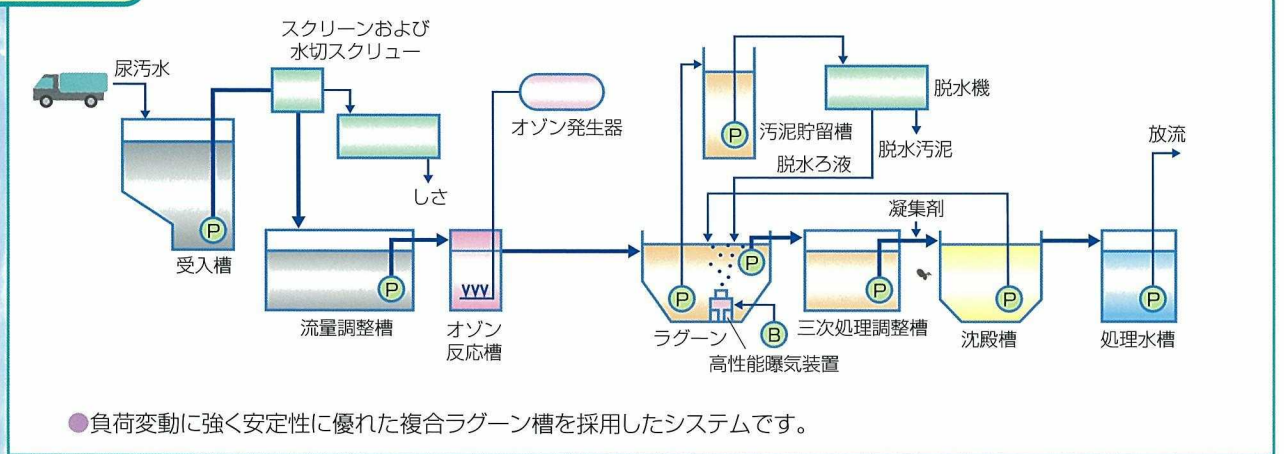 スクリーンおよび
水切スクリュー
尿汚水
オゾン発生器
脱水機
汚泥貯留槽
脱水汚泥
脱水ろ液
放流
しさ
凝集剤
P
P
P
P
P
P
P
P
B
受入槽
流量調整槽
オゾン
反応槽
ラグーン
高性能曝気装置
三次処理調整槽
沈殿槽
処理水槽
●負荷変動に強く安定性に優れた複合ラグーン槽を採用したシステムです。